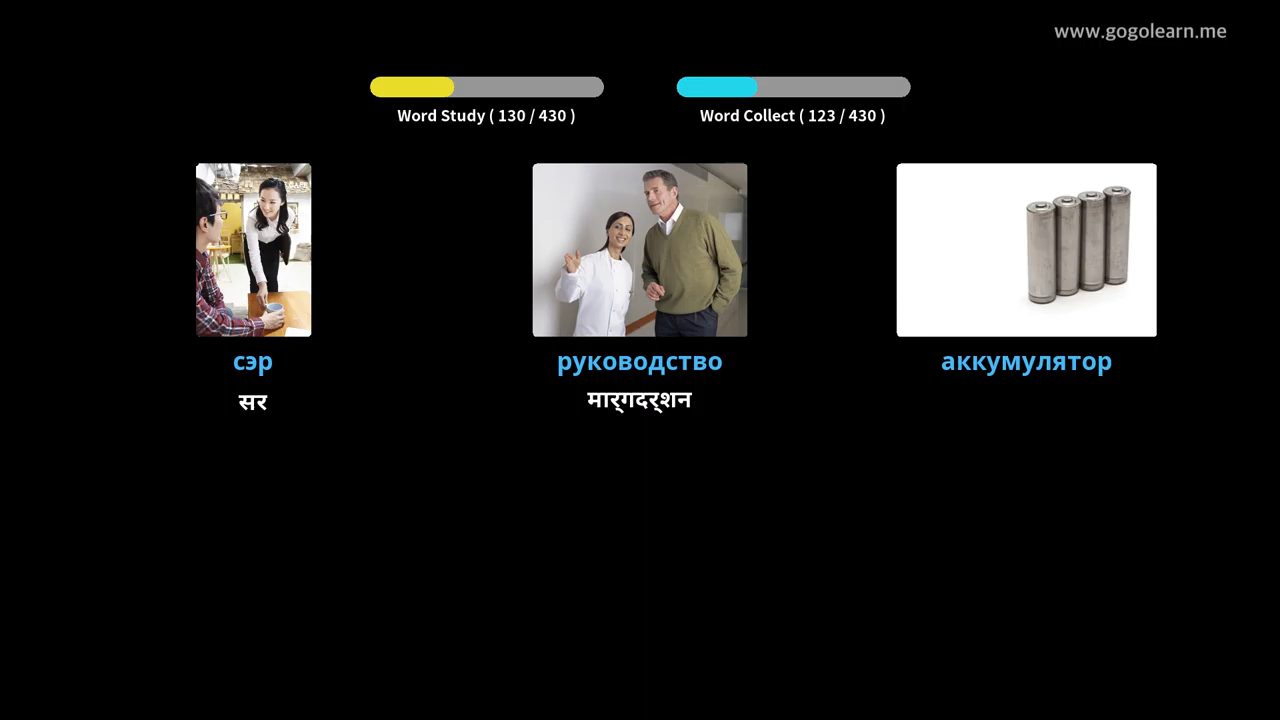 www.gogolearn.me
Word Study ( 130 / 430 )
Word Collect ( 123 / 430 )
сэр
руководство
аккумулятор
सर
मार्‌गदर्‌शन